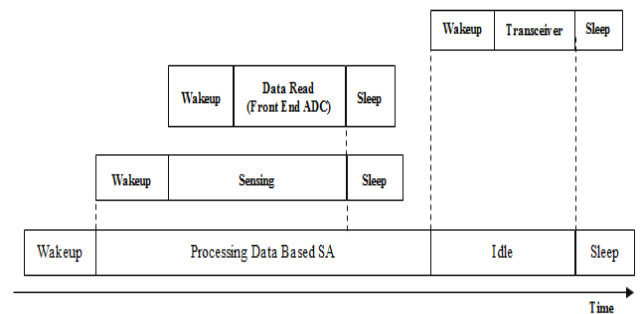 Wakeup Transceiver Sleep
Wakeup Data Read (Front End ADC) Sleep
Wakeup Sensing Sleep
Wakeup Processing Data Based SA Idle Sleep
Time